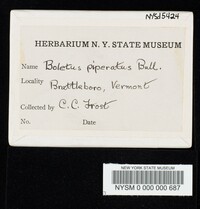 NYSf5424
HERBARIUM N. Y. STATE MUSEUM
Name Boletus piperatus Bull.
Locality Brattleboro, Vermont
Collected by C. C. Frost
No. Date
NEW YORK STATE MUSEUM
NYSM 0 000 000 687